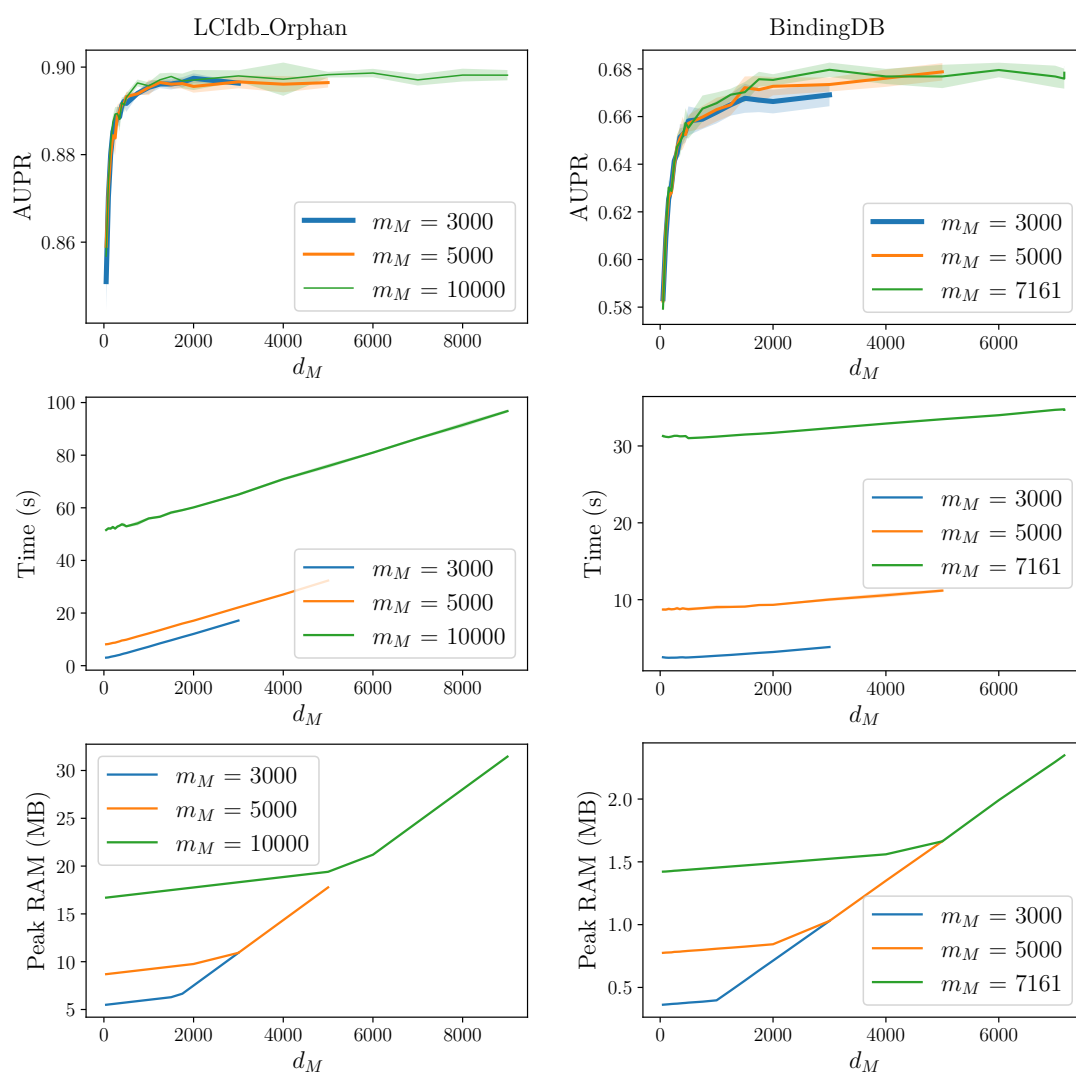 LCIdb_Orphan
BindingDB
0.90
0.88
0.86
AUPR
m_M = 3000
m_M = 5000
m_M = 10000
0 2000 4000 6000 8000
d_M
0.68
0.66
0.64
0.62
0.60
0.58
AUPR
m_M = 3000
m_M = 5000
m_M = 7161
0 2000 4000 6000
d_M
100
80
60
40
20
0
Time (s)
m_M = 3000
m_M = 5000
m_M = 10000
0 2000 4000 6000 8000
d_M
30
20
10
Time (s)
m_M = 3000
m_M = 5000
m_M = 7161
0 2000 4000 6000
d_M
30
25
20
15
10
5
Peak RAM (MB)
m_M = 3000
m_M = 5000
m_M = 10000
0 2000 4000 6000 8000
d_M
2.0
1.5
1.0
0.5
Peak RAM (MB)
m_M = 3000
m_M = 5000
m_M = 7161
0 2000 4000 6000
d_M